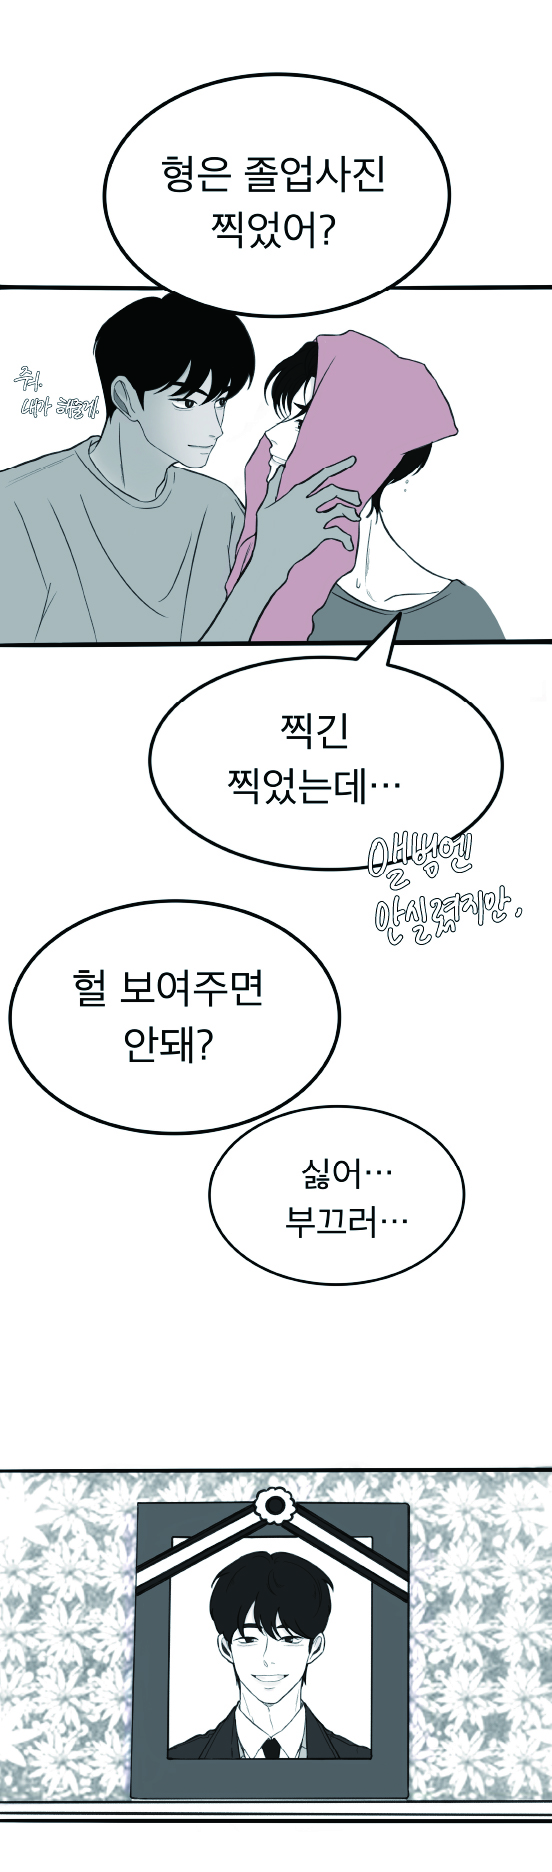 형은 졸업사진
찍었어?
줘.
내가 해줄게.
찍긴
찍었는데…
앨범엔
안실렸지만,
헐 보여주면
안돼?
싫어…
부끄러…